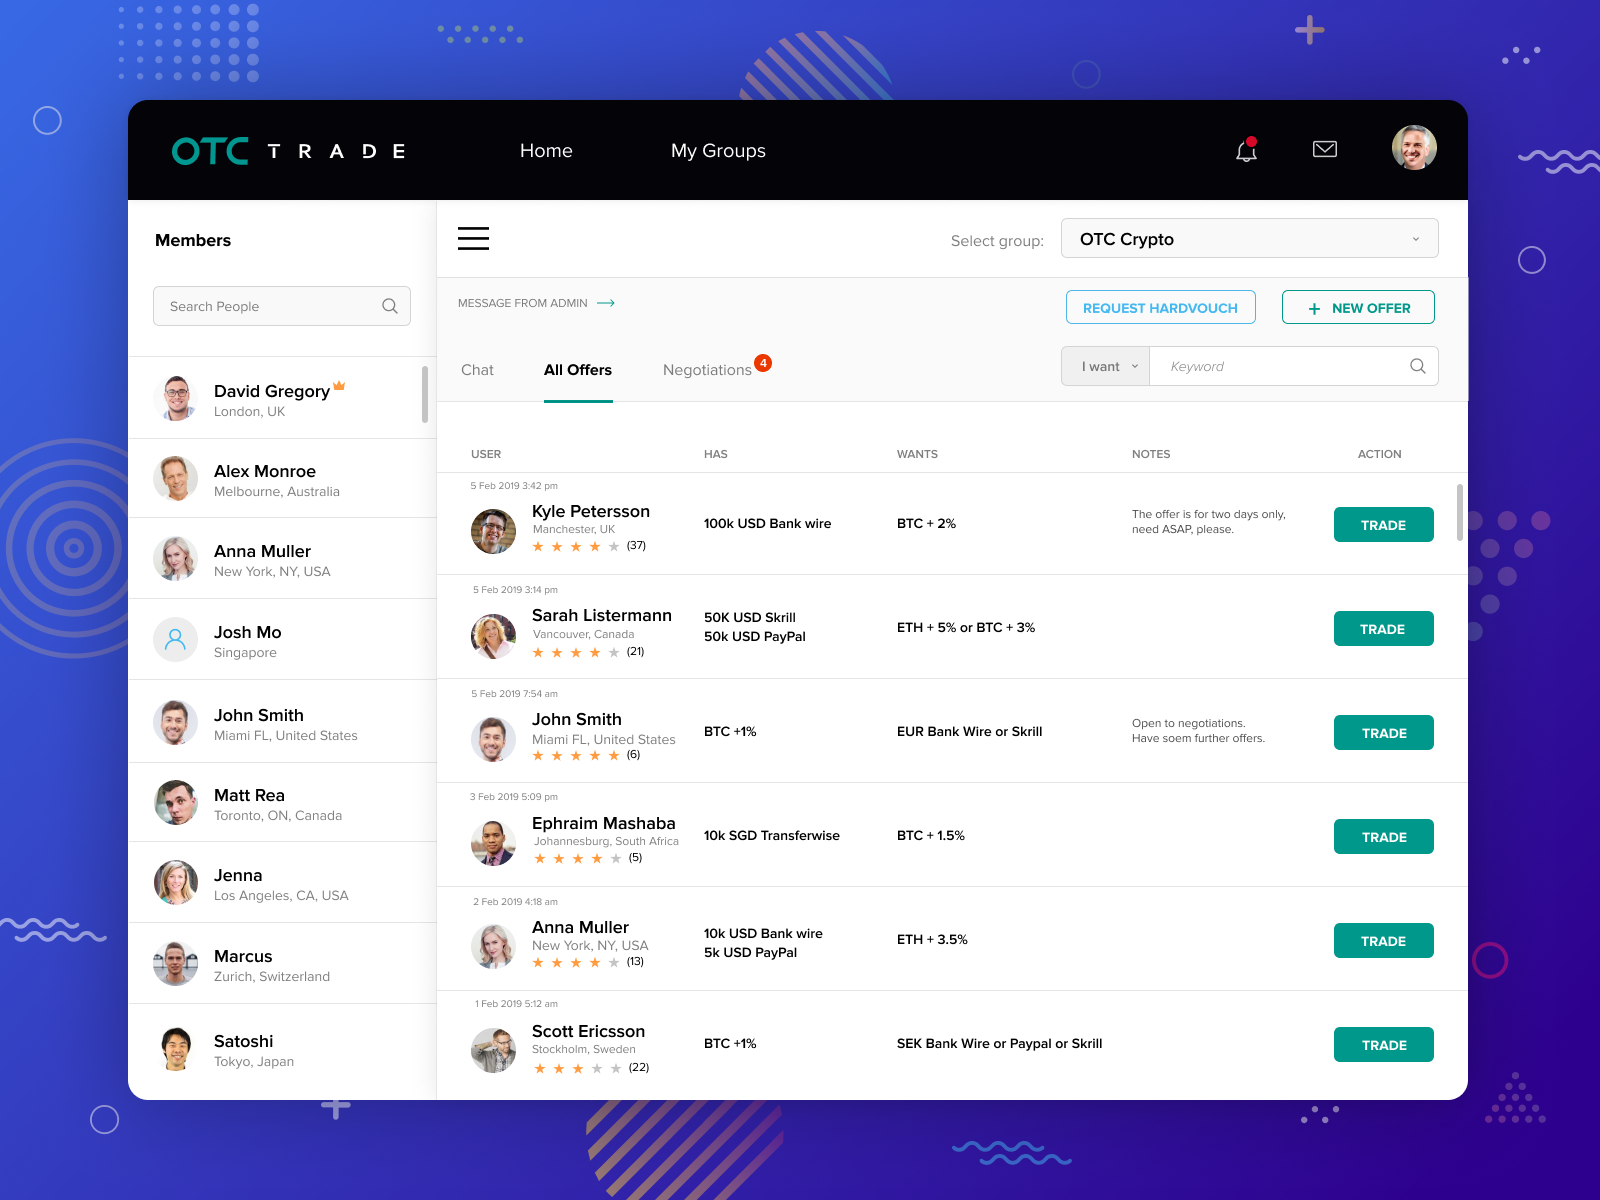 OTC TRADE
Home
My Groups
Members
Search People
David Gregory
London, UK
Alex Monroe
Melbourne, Australia
Anna Muller
New York, NY, USA
Josh Mo
Singapore
John Smith
Miami FL, United States
Matt Rea
Toronto, ON, Canada
Jenna
Los Angeles, CA, USA
Marcus
Zurich, Switzerland
Satoshi
Tokyo, Japan
Select group:
OTC Crypto
MESSAGE FROM ADMIN
REQUEST HARDVOUCH
+ NEW OFFER
Chat
All Offers
Negotiations
4
I want
Keyword
USER
HAS
WANTS
NOTES
ACTION
5 Feb 2019 3:42 pm
Kyle Petersson
Manchester, UK
(37)
100k USD Bank wire
BTC + 2%
The offer is for two days only,
need ASAP, please.
TRADE
5 Feb 2019 3:14 pm
Sarah Listermann
Vancouver, Canada
(21)
50K USD Skrill
50k USD PayPal
ETH + 5% or BTC + 3%
TRADE
5 Feb 2019 7:54 am
John Smith
Miami FL, United States
(6)
BTC +1%
EUR Bank Wire or Skrill
Open to negotiations.
Have soem further offers.
TRADE
3 Feb 2019 5:09 pm
Ephraim Mashaba
Johannesburg, South Africa
(5)
10k SGD Transferwise
BTC + 1.5%
TRADE
2 Feb 2019 4:18 am
Anna Muller
New York, NY, USA
(13)
10k USD Bank wire
5k USD PayPal
ETH + 3.5%
TRADE
1 Feb 2019 5:12 am
Scott Ericsson
Stockholm, Sweden
(22)
BTC +1%
SEK Bank Wire or Paypal or Skrill
TRADE